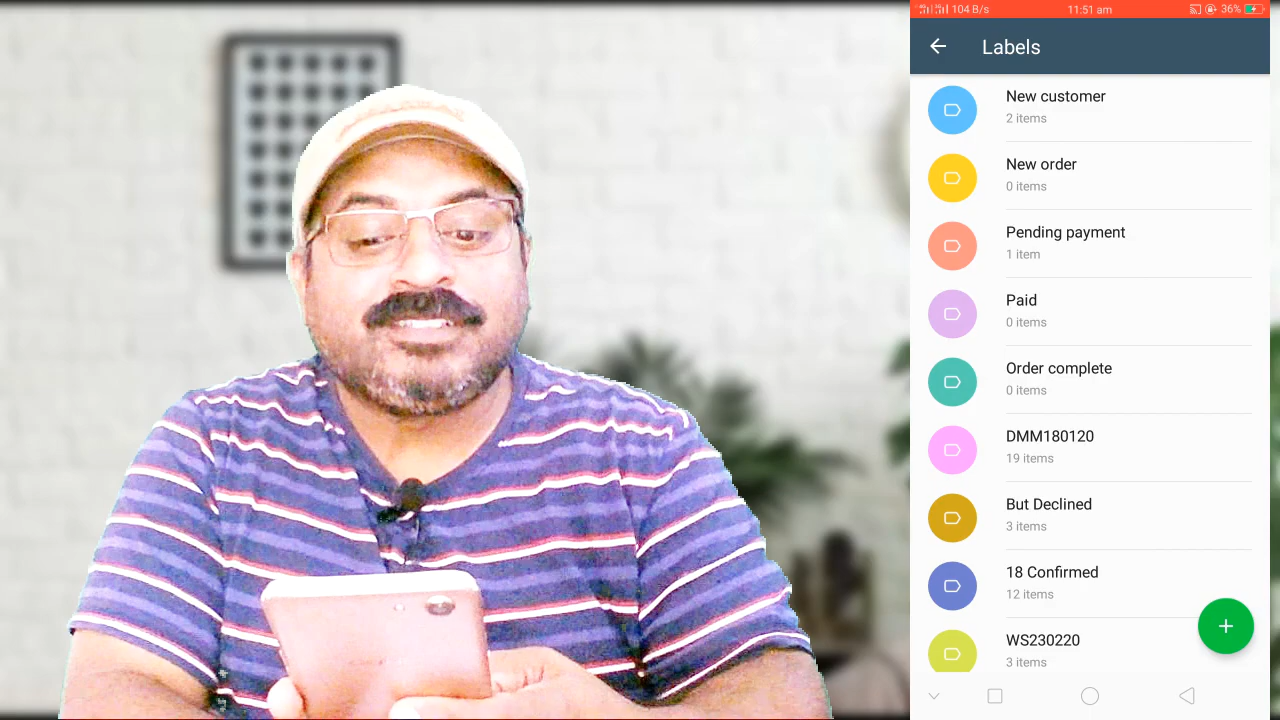 104 B/s
11:51 am
36%
Labels
New customer
2 items
New order
0 items
Pending payment
1 item
Paid
0 items
Order complete
0 items
DMM180120
19 items
But Declined
3 items
18 Confirmed
12 items
WS230220
3 items